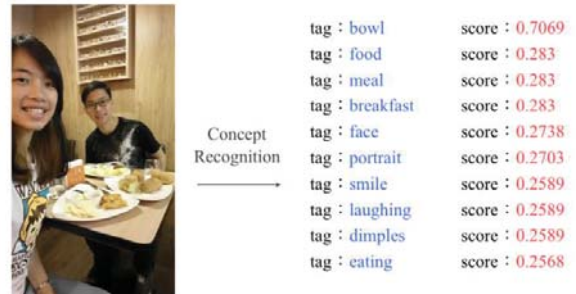 tag : bowl score : 0.7069
tag : food score : 0.283
tag : meal score : 0.283
tag : breakfast score : 0.283
tag : face score : 0.2738
tag : portrait score : 0.2703
tag : smile score : 0.2589
tag : laughing score : 0.2589
tag : dimples score : 0.2589
tag : eating score : 0.2568
Concept
Recognition